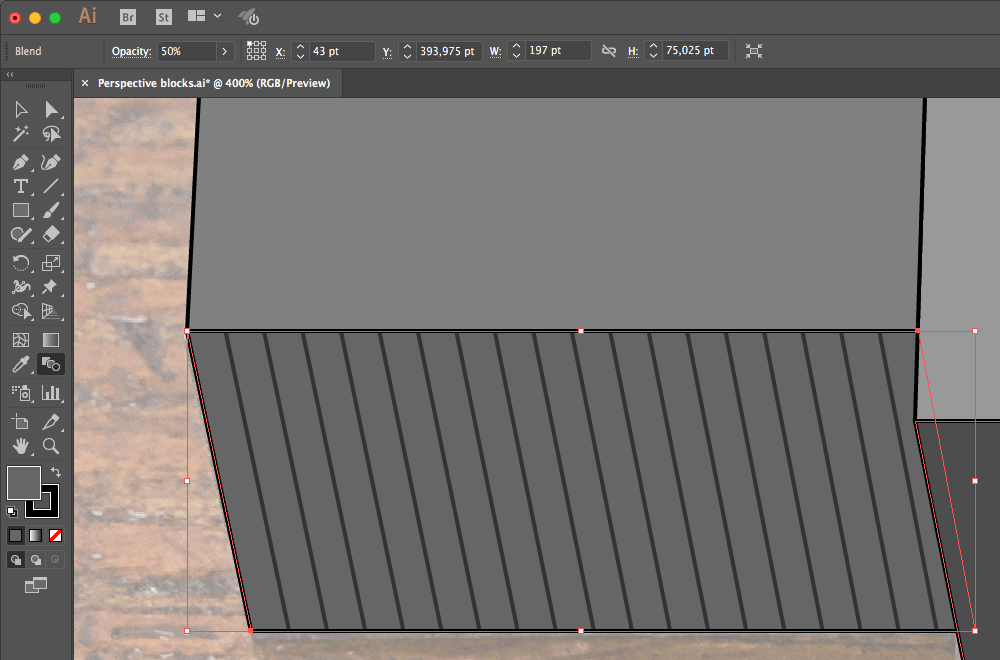 Ai Br St
Blend Opacity: 50% X: 43 pt Y: 393,975 pt W: 197 pt H: 75,025 pt
× Perspective blocks.ai* @ 400% (RGB/Preview)
T